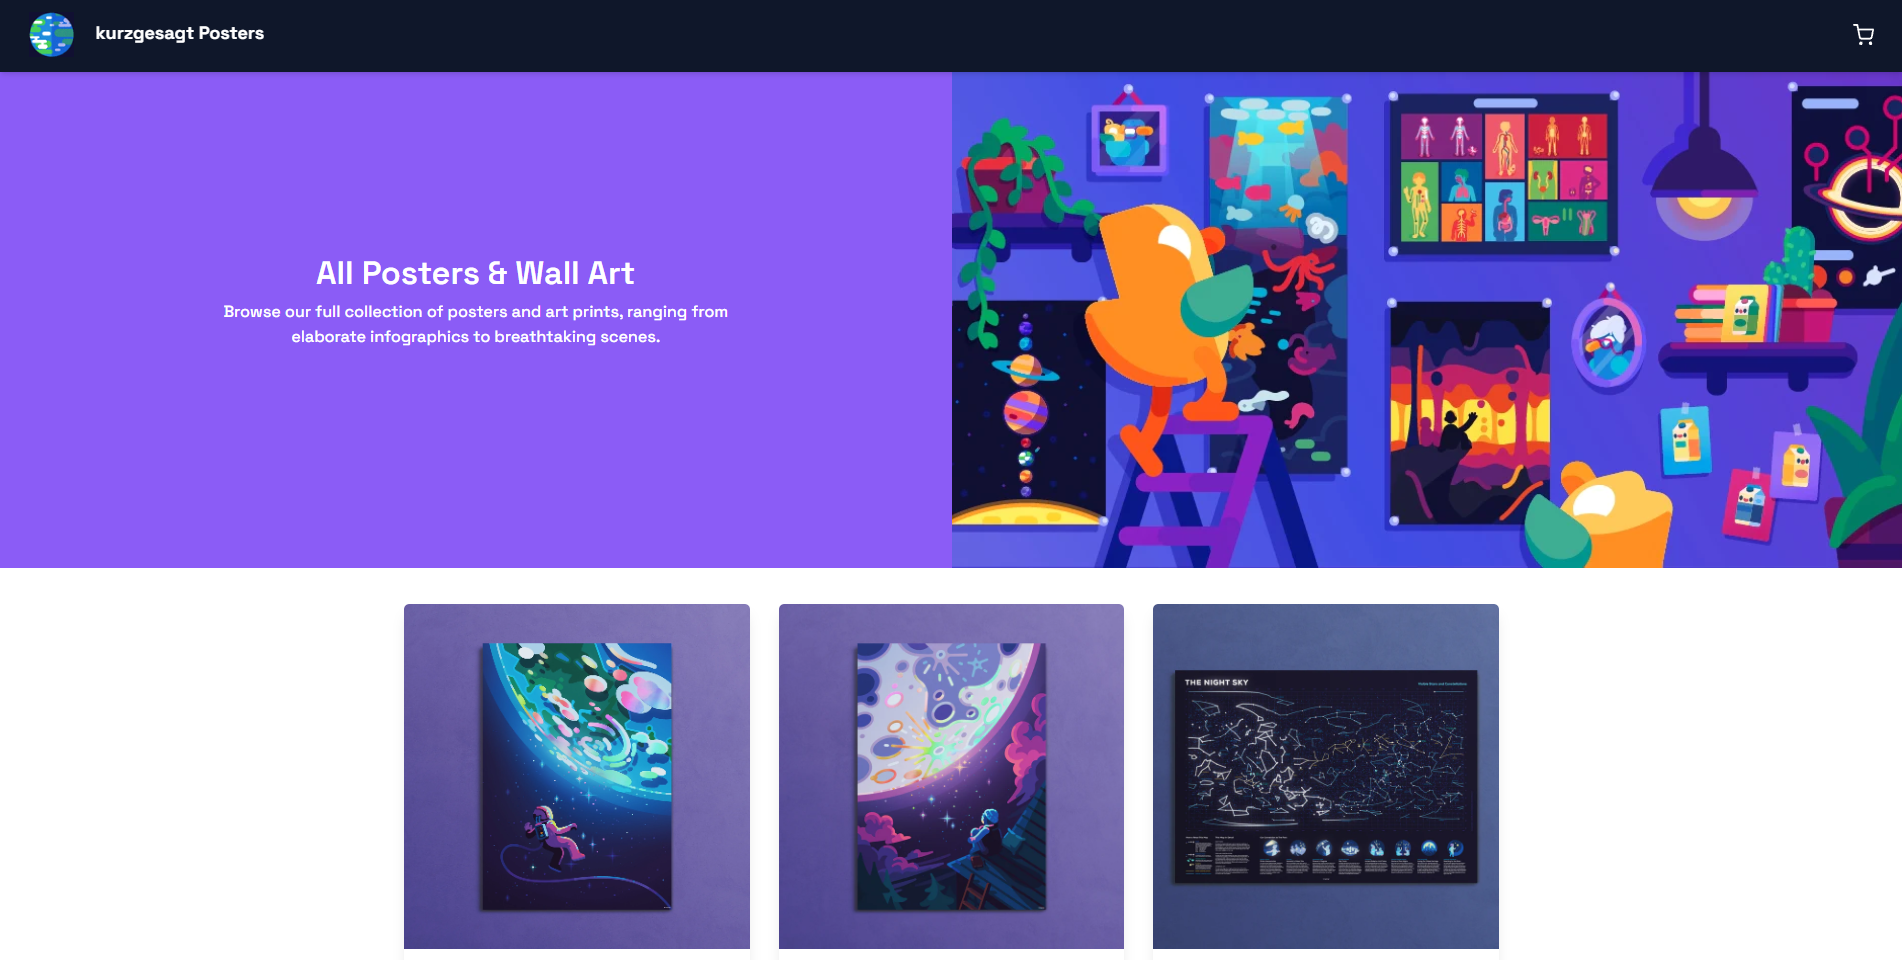 kurzgesagt Posters
All Posters & Wall Art
Browse our full collection of posters and art prints, ranging from
elaborate infographics to breathtaking scenes.
THE NIGHT SKY